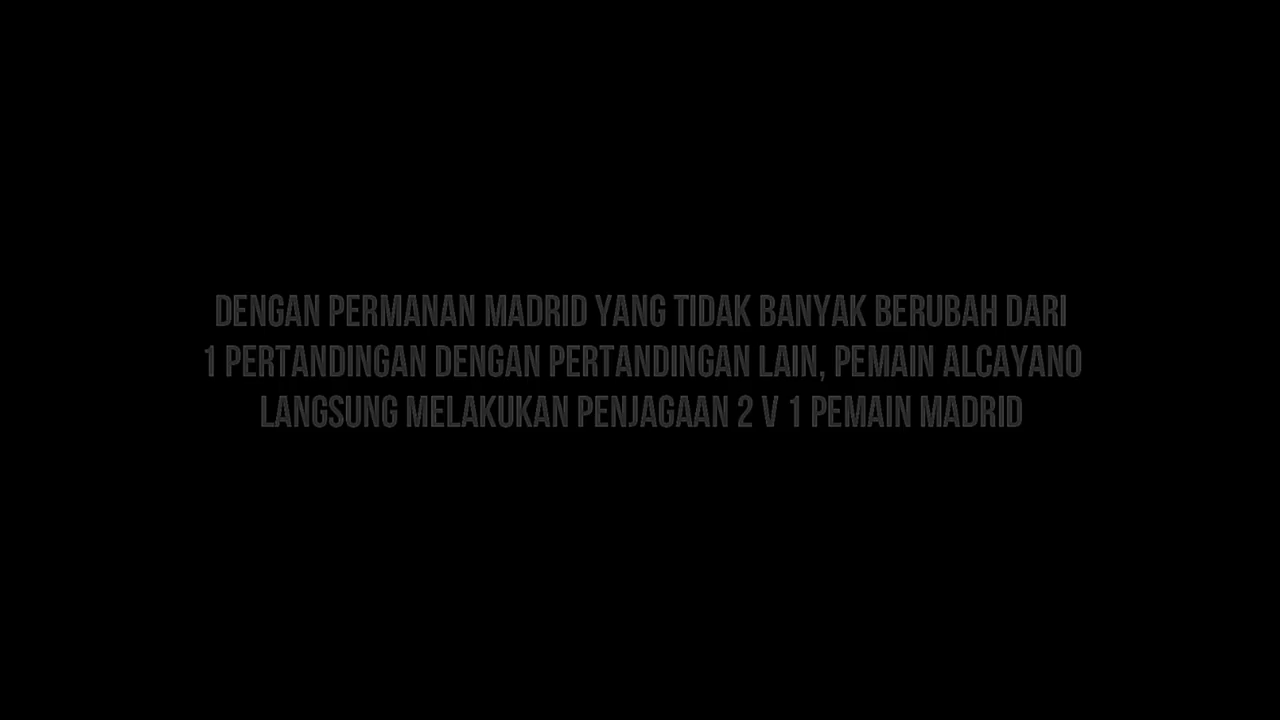 DENGAN PERMANAN MADRID YANG TIDAK BANYAK BERUBAH DARI
1 PERTANDINGAN DENGAN PERTANDINGAN LAIN, PEMAIN ALCAYANO
LANGSUNG MELAKUKAN PENJAGAAN 2 V 1 PEMAIN MADRID